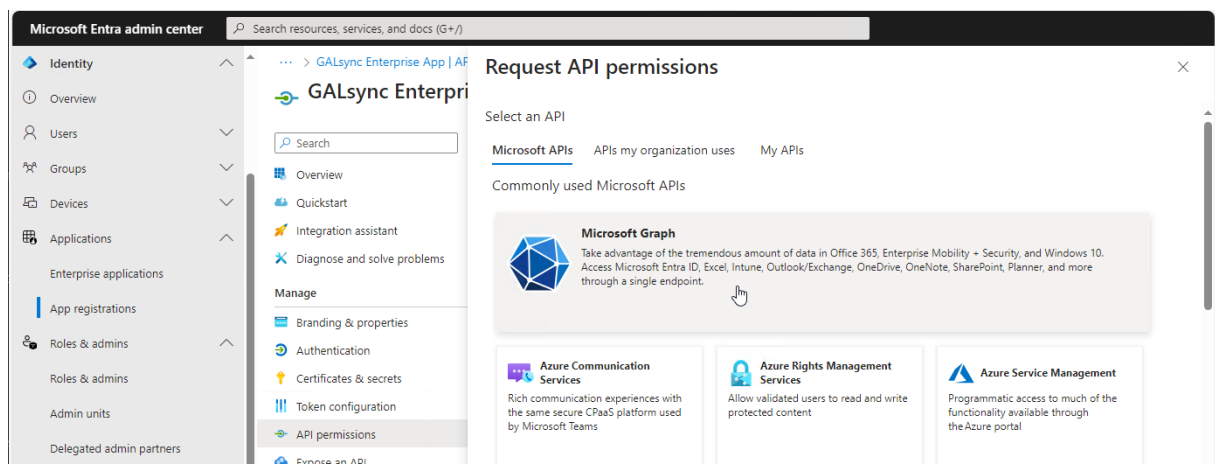 Microsoft Entra admin center
Search resources, services, and docs (G+/)
Identity
Overview
Users
Groups
Devices
Applications
Enterprise applications
App registrations
Roles & admins
Roles & admins
Admin units
Delegated admin partners
··· > GALsync Enterprise App | AP
GALsync Enterpri
Search
Overview
Quickstart
Integration assistant
Diagnose and solve problems
Manage
Branding & properties
Authentication
Certificates & secrets
Token configuration
API permissions
Expose an API
Request API permissions
Select an API
Microsoft APIs APIs my organization uses My APIs
Commonly used Microsoft APIs
Microsoft Graph
Take advantage of the tremendous amount of data in Office 365, Enterprise Mobility + Security, and Windows 10.
Access Microsoft Entra ID, Excel, Intune, Outlook/Exchange, OneDrive, OneNote, SharePoint, Planner, and more
through a single endpoint.
Azure Communication
Services
Rich communication experiences with
the same secure CPaaS platform used
by Microsoft Teams
Azure Rights Management
Services
Allow validated users to read and write
protected content
Azure Service Management
Programmatic access to much of the
functionality available through
the Azure portal